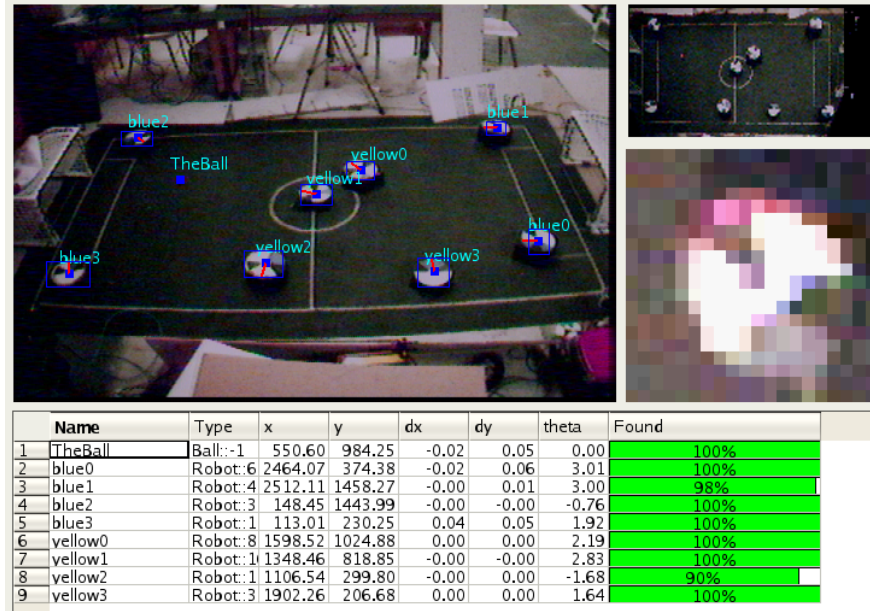 blue2
blue1
TheBall
yellow0
yellow1
blue0
yellow2
yellow3
blue3
Name Type x y dx dy theta Found
1 TheBall Ball::-1 550.60 984.25 -0.02 0.05 0.00 100%
2 blue0 Robot::6 2464.07 374.38 -0.02 0.06 3.01 100%
3 blue1 Robot::4 2512.11 1458.27 -0.00 0.01 3.00 98%
4 blue2 Robot::3 148.45 1443.99 -0.00 -0.00 -0.76 100%
5 blue3 Robot::1 113.01 230.25 0.04 0.05 1.92 100%
6 yellow0 Robot::8 1598.52 1024.88 0.00 0.00 2.19 100%
7 yellow1 Robot::1 1348.46 818.85 -0.00 0.00 2.83 100%
8 yellow2 Robot::1 1106.54 299.80 -0.00 0.00 -1.68 90%
9 yellow3 Robot::3 1902.26 206.68 0.00 0.00 1.64 100%